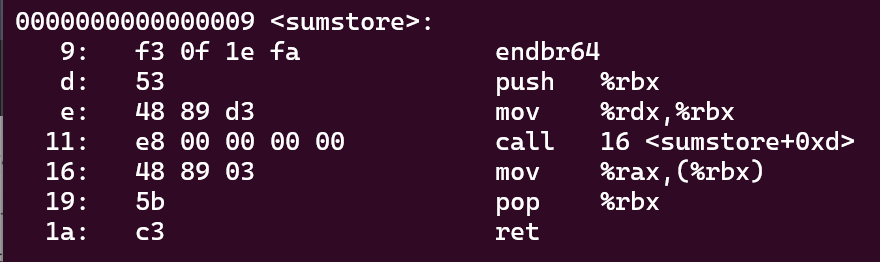 0000000000000009 <sumstore>:
   9:   f3 0f 1e fa             endbr64
   d:   53                      push   %rbx
   e:   48 89 d3                mov    %rdx,%rbx
  11:   e8 00 00 00 00          call   16 <sumstore+0xd>
  16:   48 89 03                mov    %rax,(%rbx)
  19:   5b                      pop    %rbx
  1a:   c3                      ret